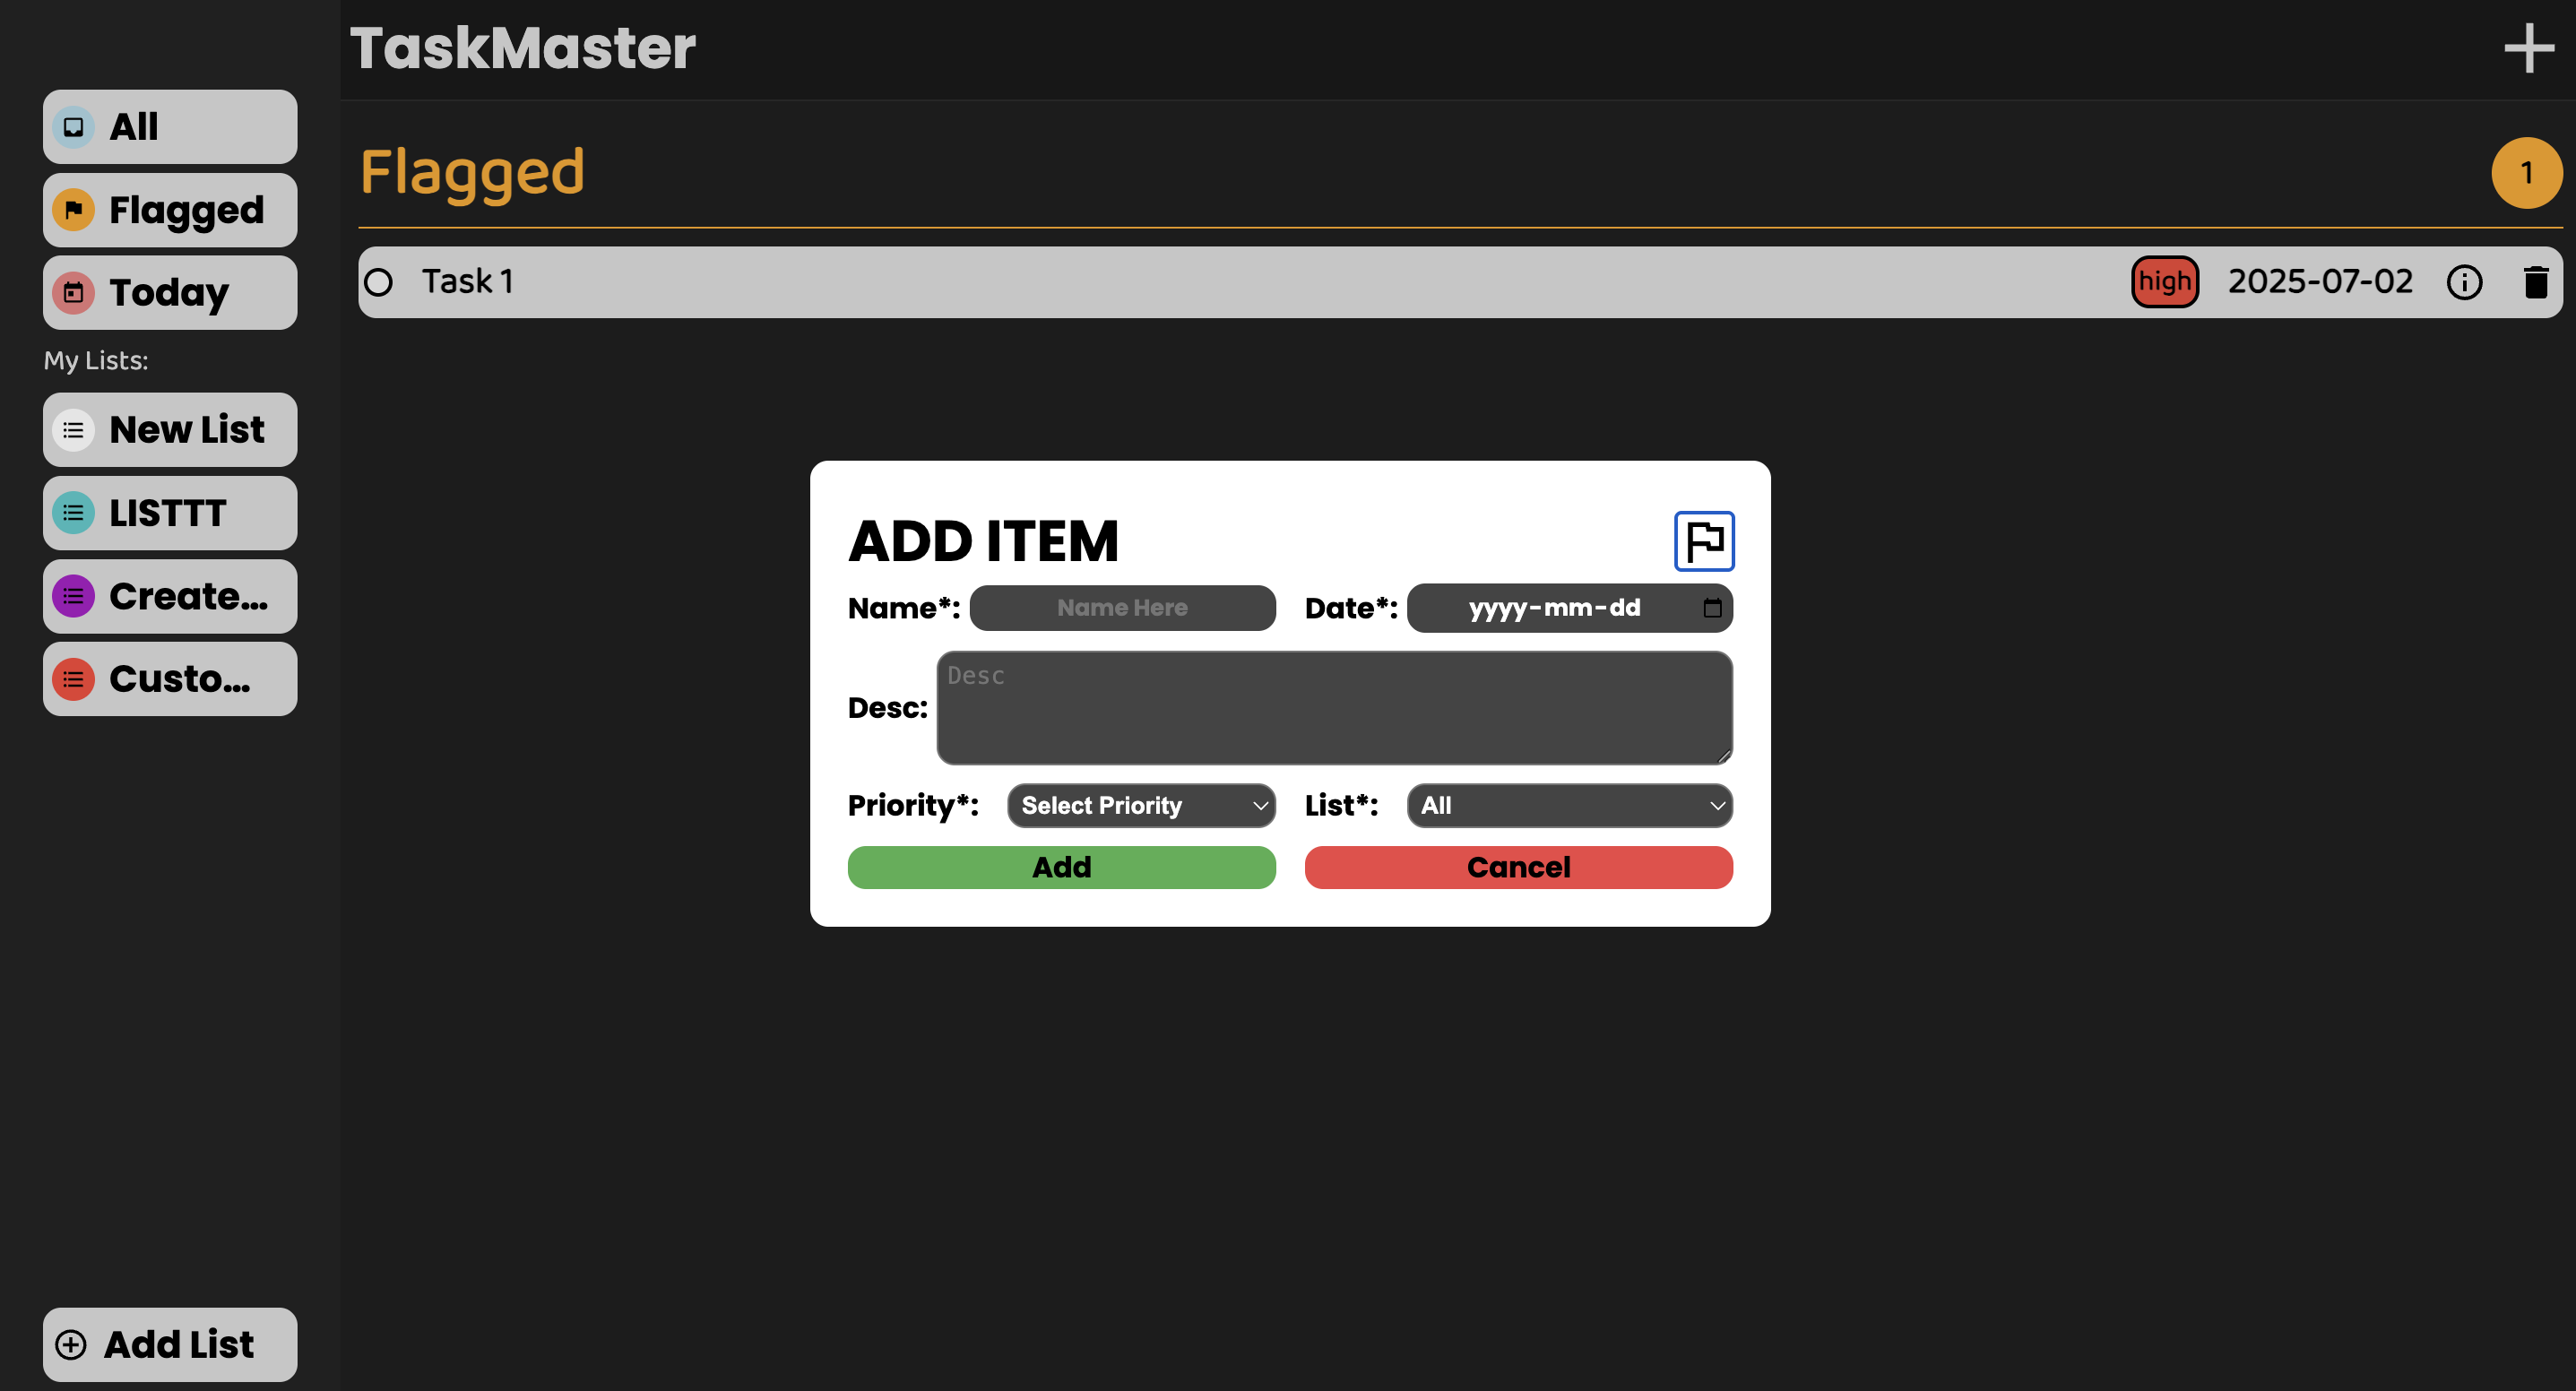 TaskMaster
All
Flagged
Today
My Lists:
New List
LISTTT
Create...
Custo...
Add List
Flagged
1
Task 1
high
2025-07-02
ADD ITEM
Name*: Name Here Date*: yyyy-mm-dd
Desc: Desc
Priority*: Select Priority List*: All
Add Cancel